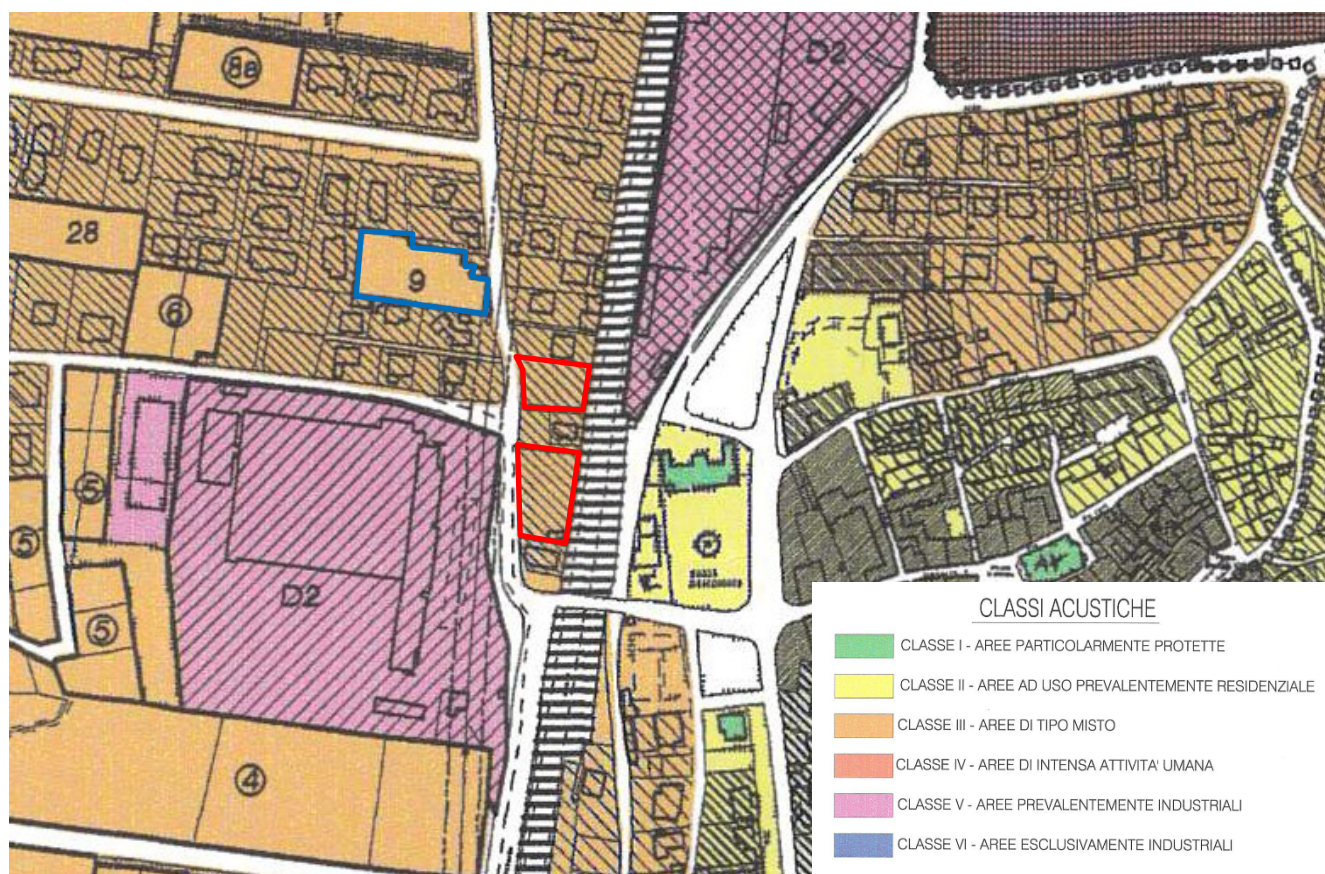 88
D2
28
9
6
5
5
5
D2
4
CLASSI ACUSTICHE
CLASSE I - AREE PARTICOLARMENTE PROTETTE
CLASSE II - AREE AD USO PREVALENTEMENTE RESIDENZIALE
CLASSE III - AREE DI TIPO MISTO
CLASSE IV - AREE DI INTENSA ATTIVITA' UMANA
CLASSE V - AREE PREVALENTEMENTE INDUSTRIALI
CLASSE VI - AREE ESCLUSIVAMENTE INDUSTRIALI